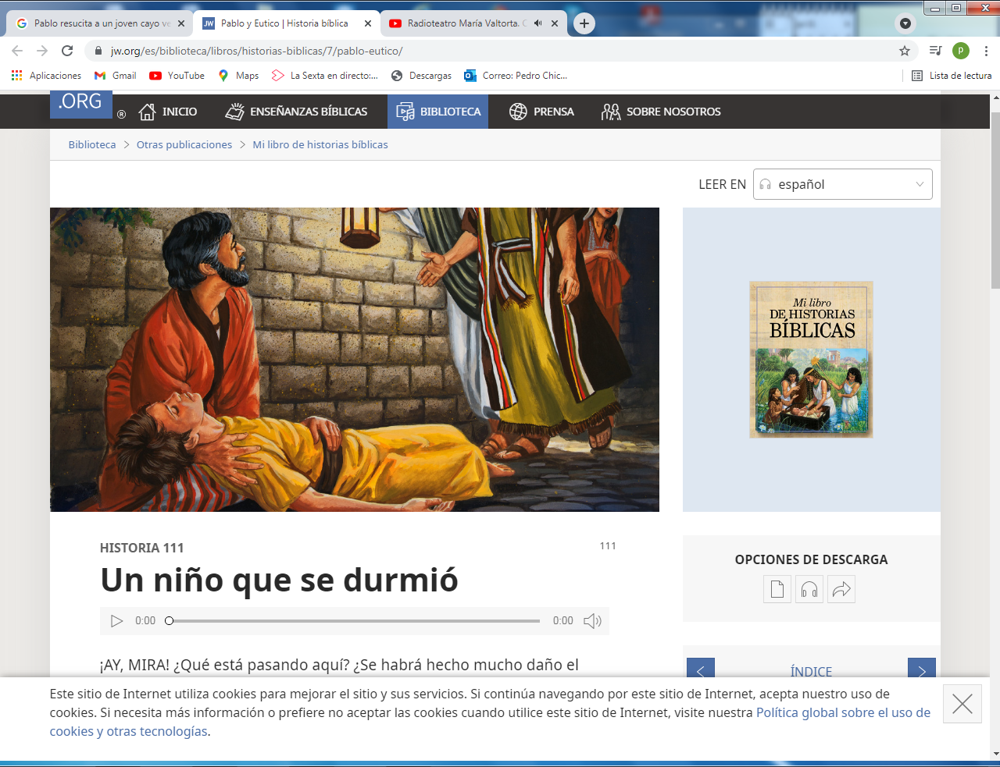 Pablo resucita a un joven cayo ve
Pablo y Eutico | Historia bíblica
Radioteatro María Valtorta. C
jw.org/es/biblioteca/libros/historias-biblicas/7/pablo-eutico/
P
Aplicaciones
Gmail
YouTube
Maps
La Sexta en directo:...
Descargas
Correo: Pedro Chic...
Lista de lectura
.ORG
®
INICIO
ENSEÑANZAS BÍBLICAS
BIBLIOTECA
PRENSA
SOBRE NOSOTROS
Biblioteca > Otras publicaciones > Mi libro de historias bíblicas
LEER EN
español
Mi libro
DE HISTORIAS
BÍBLICAS
HISTORIA 111
111
Un niño que se durmió
0:00
0:00
¡AY, MIRA! ¿Qué está pasando aquí? ¿Se habrá hecho mucho daño el
OPCIONES DE DESCARGA
ÍNDICE
Este sitio de Internet utiliza cookies para mejorar el sitio y sus servicios. Si continúa navegando por este sitio de Internet, acepta nuestro uso de
cookies. Si necesita más información o prefiere no aceptar las cookies cuando utilice este sitio de Internet, visite nuestra Política global sobre el uso de
cookies y otras tecnologías.